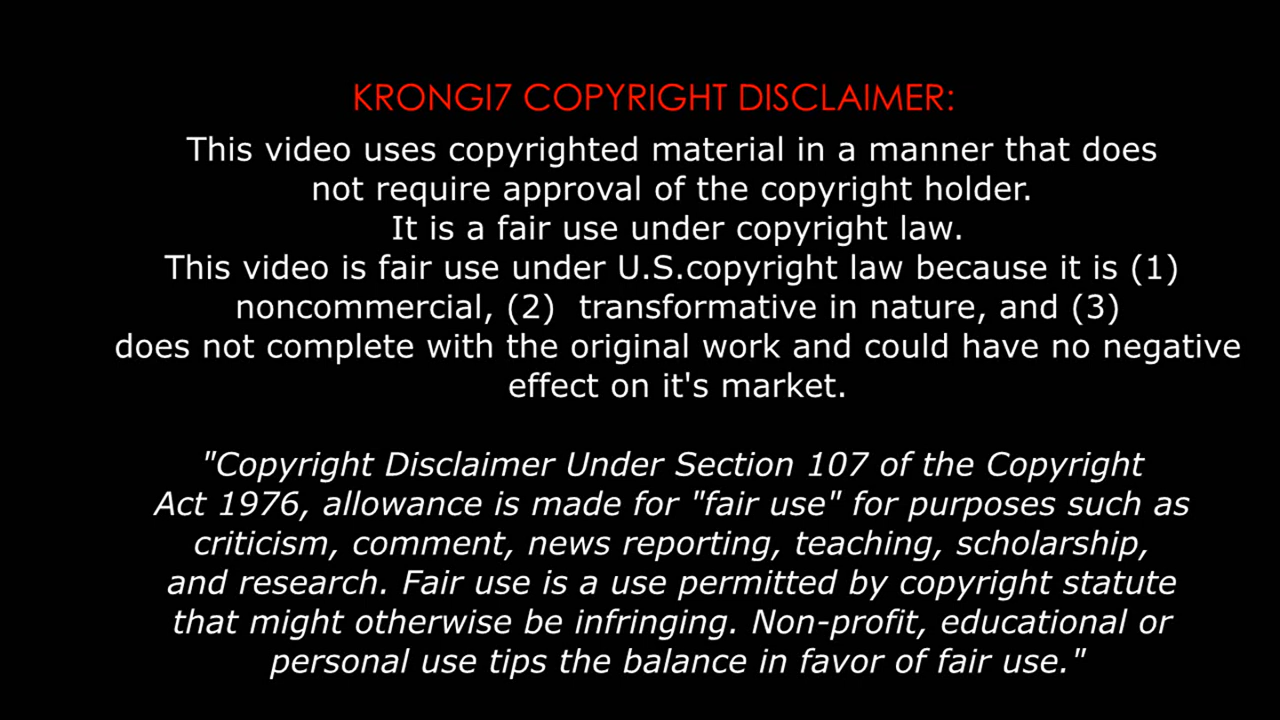 KRONGI7 COPYRIGHT DISCLAIMER:
This video uses copyrighted material in a manner that does
not require approval of the copyright holder.
It is a fair use under copyright law.
This video is fair use under U.S.copyright law because it is (1)
noncommercial, (2) transformative in nature, and (3)
does not complete with the original work and could have no negative
effect on it's market.
"Copyright Disclaimer Under Section 107 of the Copyright
Act 1976, allowance is made for "fair use" for purposes such as
criticism, comment, news reporting, teaching, scholarship,
and research. Fair use is a use permitted by copyright statute
that might otherwise be infringing. Non-profit, educational or
personal use tips the balance in favor of fair use."